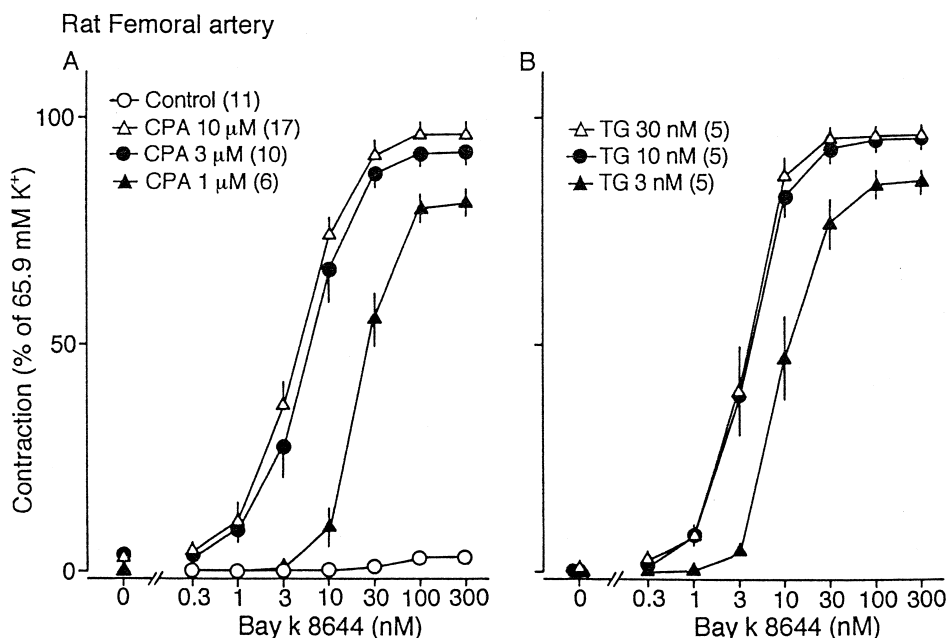 Rat Femoral artery
A
Control (11)
CPA 10 μM (17)
CPA 3 μM (10)
CPA 1 μM (6)
Contraction (% of 65.9 mM K⁺)
100
50
0
0 0.3 1 3 10 30 100 300
Bay k 8644 (nM)
B
TG 30 nM (5)
TG 10 nM (5)
TG 3 nM (5)
0 0.3 1 3 10 30 100 300
Bay k 8644 (nM)